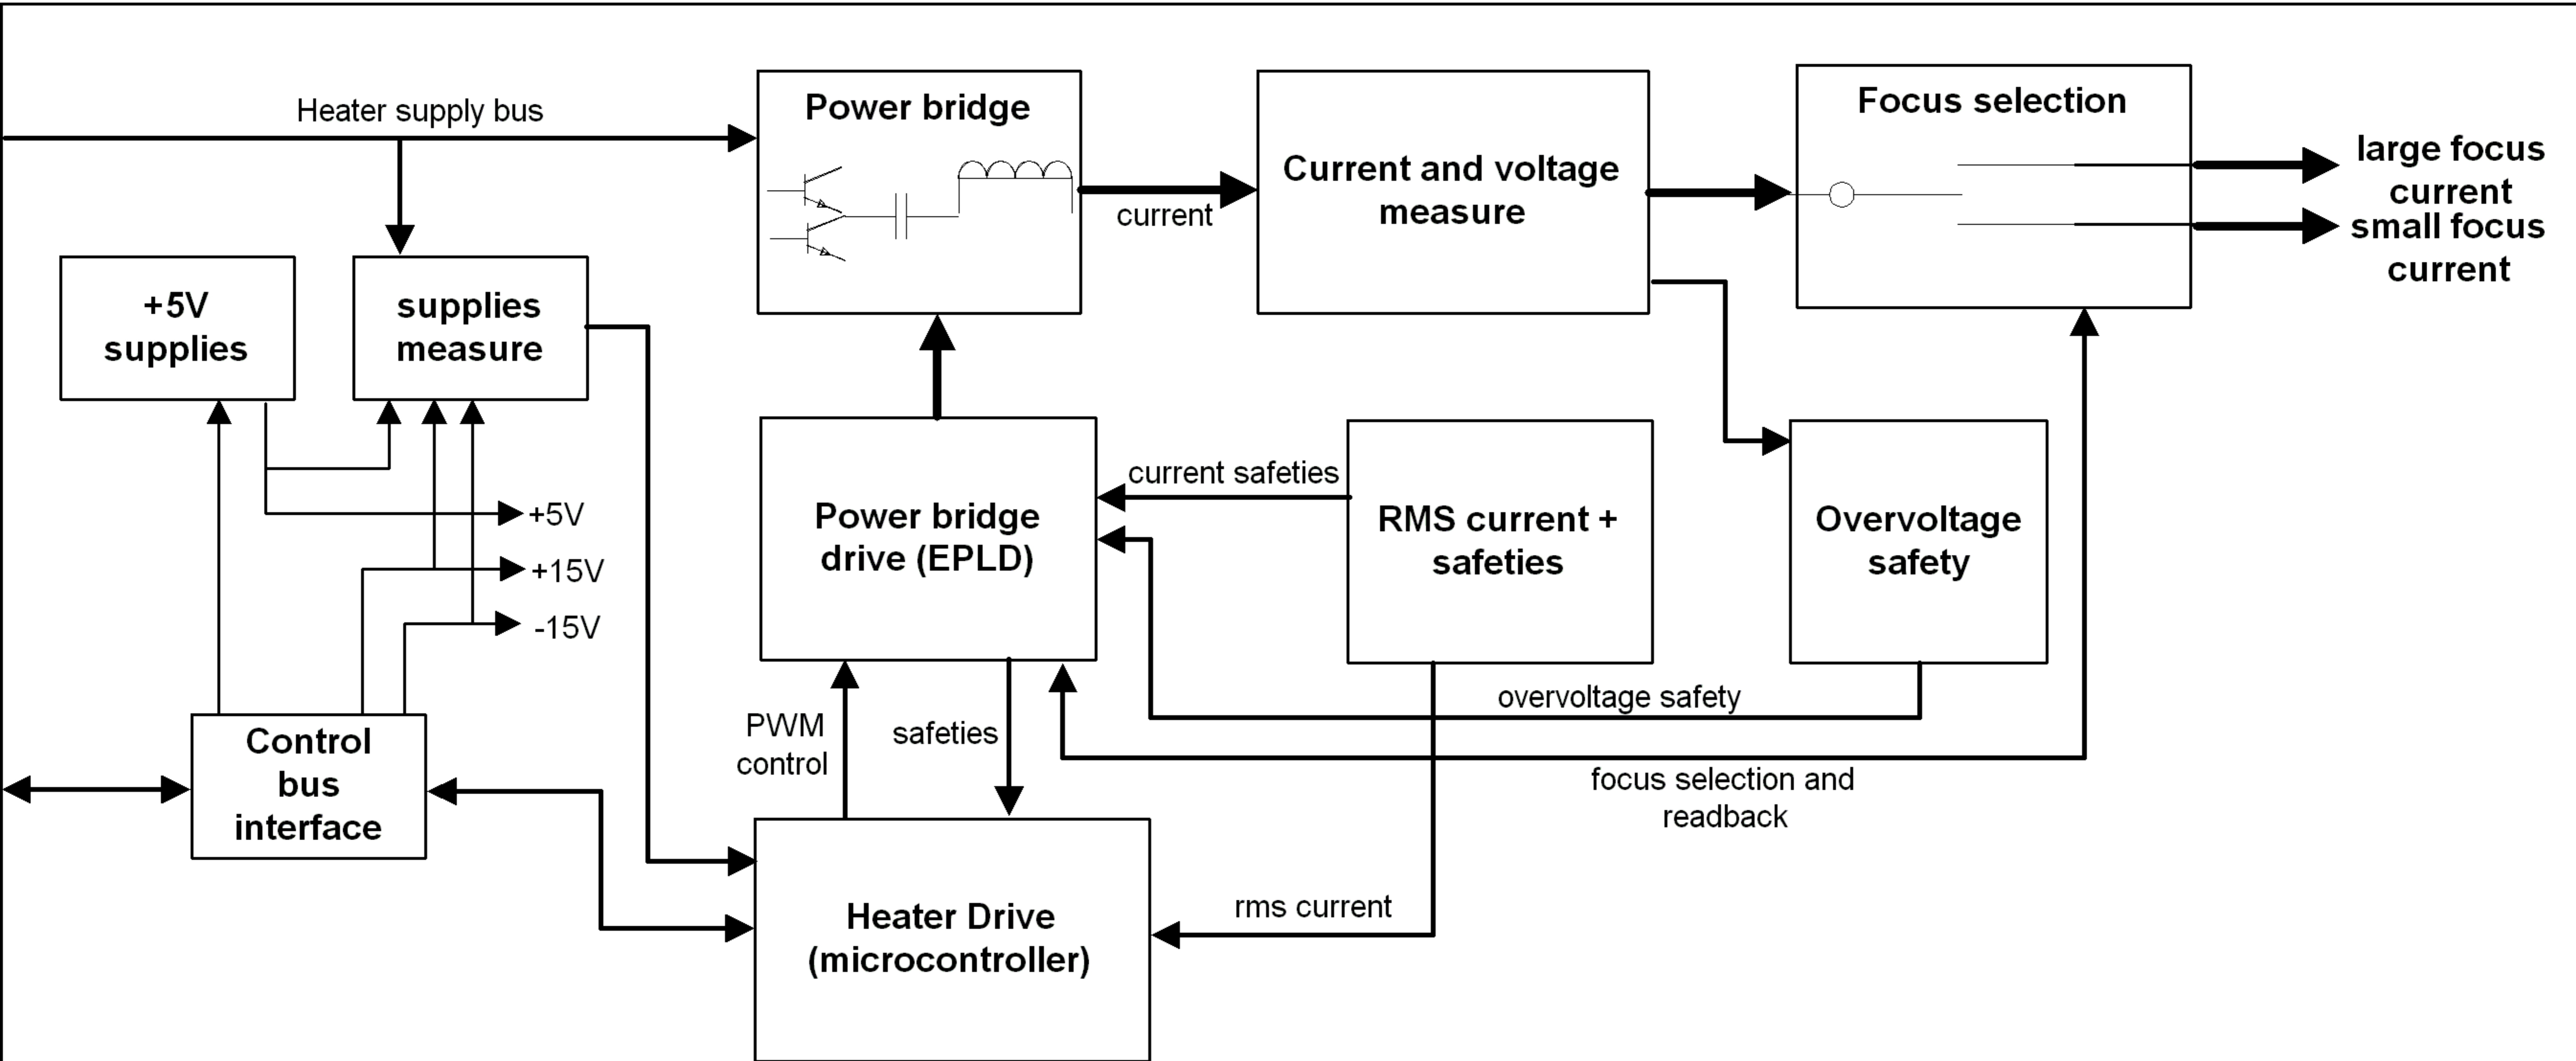 Heater supply bus
Power bridge
current
Current and voltage
measure
Focus selection
large focus
current
small focus
current
+5V
supplies
supplies
measure
+5V
+15V
-15V
Power bridge
drive (EPLD)
current safeties
RMS current +
safeties
Overvoltage
safety
overvoltage safety
PWM
control
safeties
focus selection and
readback
Control
bus
interface
Heater Drive
(microcontroller)
rms current